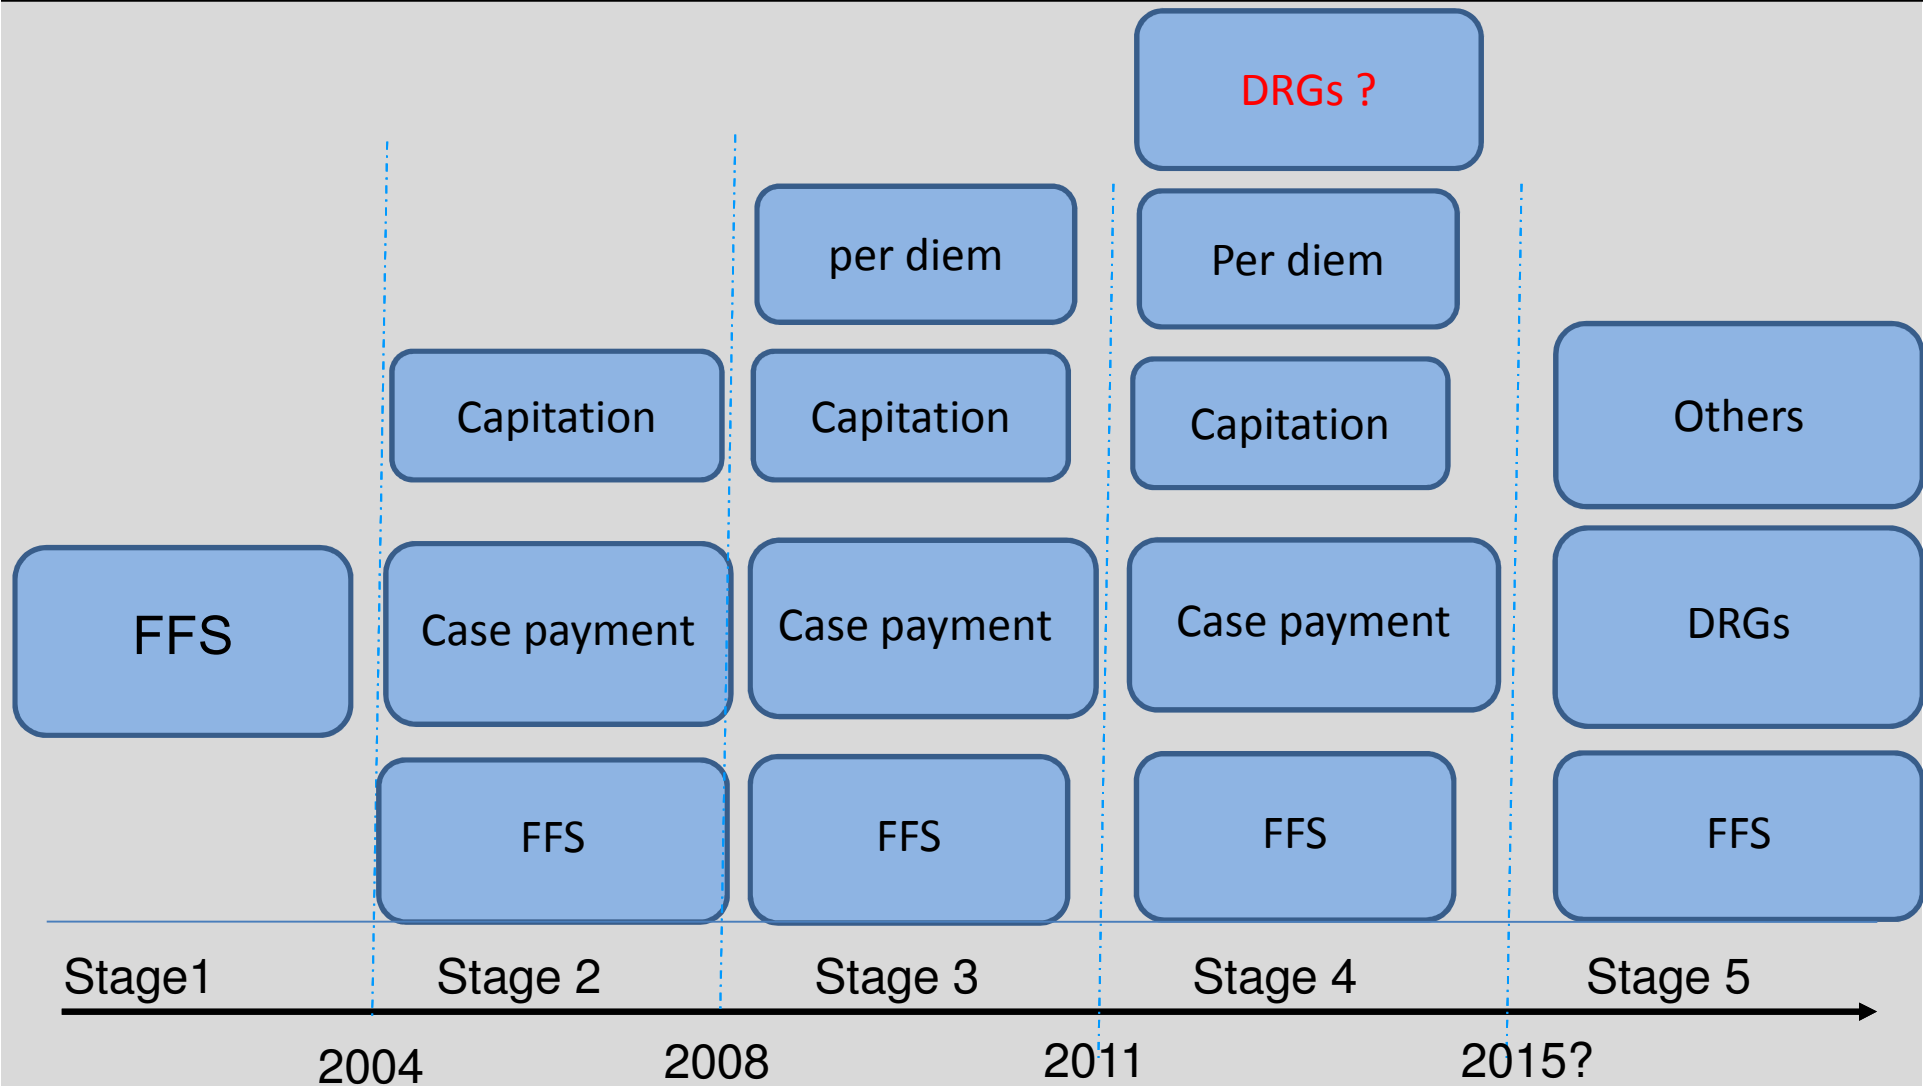 DRGs ?
per diem
Per diem
Capitation
Capitation
Capitation
Others
FFS
Case payment
Case payment
Case payment
DRGs
FFS
FFS
FFS
FFS
Stage1
Stage 2
Stage 3
Stage 4
Stage 5
2004
2008
2011
2015?